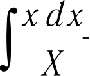 ∫ x dx / X